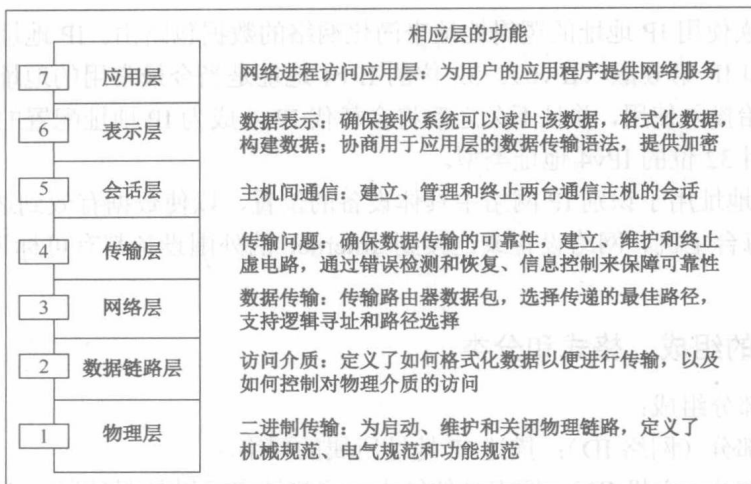 相应层的功能
7 应用层 网络进程访问应用层：为用户的应用程序提供网络服务
6 表示层 数据表示：确保接收系统可以读出该数据，格式化数据，
构建数据；协商用于应用层的数据传输语法，提供加密
5 会话层 主机间通信：建立、管理和终止两台通信主机的会话
4 传输层 传输问题：确保数据传输的可靠性，建立、维护和终止
虚电路，通过错误检测和恢复、信息控制来保障可靠性
3 网络层 数据传输：传输路由器数据包，选择传递的最佳路径，
支持逻辑寻址和路径选择
2 数据链路层 访问介质：定义了如何格式化数据以便进行传输，以及
如何控制对物理介质的访问
1 物理层 二进制传输：为启动、维护和关闭物理链路，定义了
机械规范、电气规范和功能规范